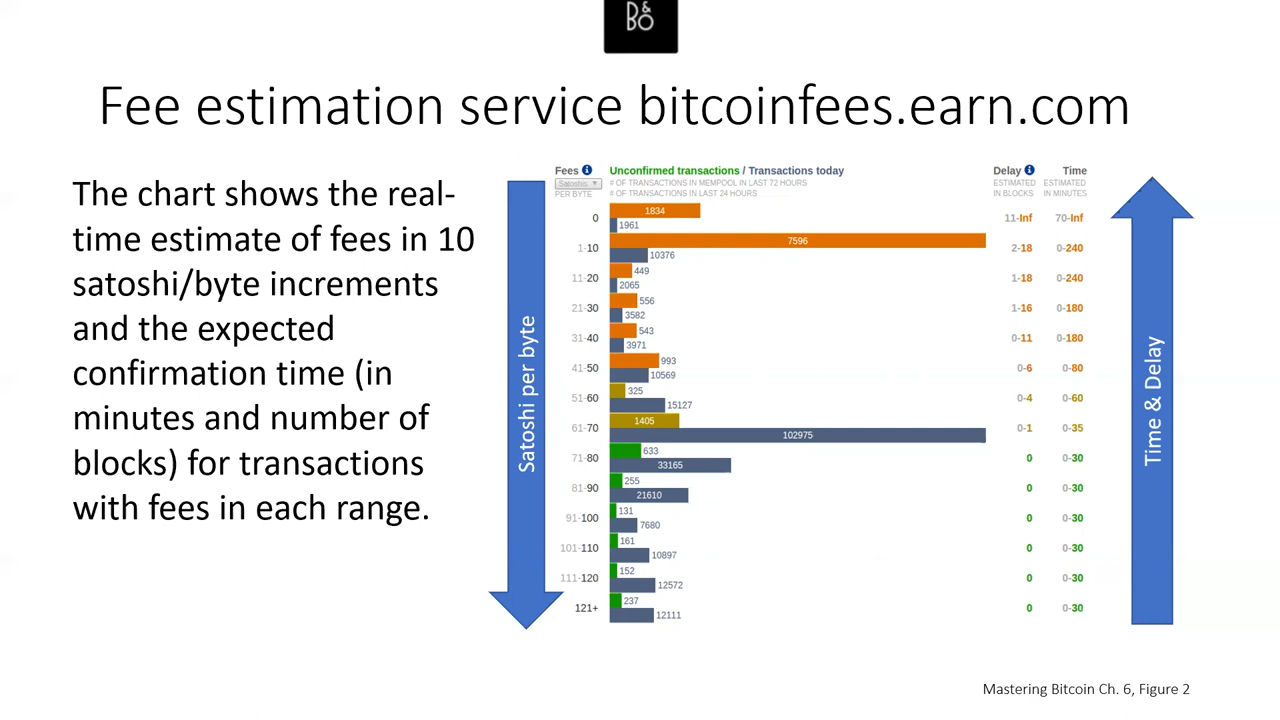 D&
BO
Fee estimation service bitcoinfees.earn.com
The chart shows the real-
time estimate of fees in 10
satoshi/byte increments
and the expected
confirmation time (in
minutes and number of
blocks) for transactions
with fees in each range.
Satoshi per byte
Fees i Unconfirmed transactions / Transactions today Delay i Time
Satoshis ▼ # OF TRANSACTIONS IN MEMPOOL IN LAST 72 HOURS ESTIMATED ESTIMATED
PER BYTE # OF TRANSACTIONS IN LAST 24 HOURS IN BLOCKS IN MINUTES
0 1834 11-Inf 70-Inf
1961
1-10 7596 2-18 0-240
10376
11-20 449 1-18 0-240
2065
21-30 556 1-16 0-180
3582
31-40 543 0-11 0-180
3971
41-50 993 0-6 0-80
10569
51-60 325 0-4 0-60
15127
61-70 1405 0-1 0-35
102975
71-80 633 0 0-30
33165
81-90 255 0 0-30
21610
91-100 131 0 0-30
7680
101-110 161 0 0-30
10897
111-120 152 0 0-30
12572
121+ 237 0 0-30
12111
Time & Delay
Mastering Bitcoin Ch. 6, Figure 2